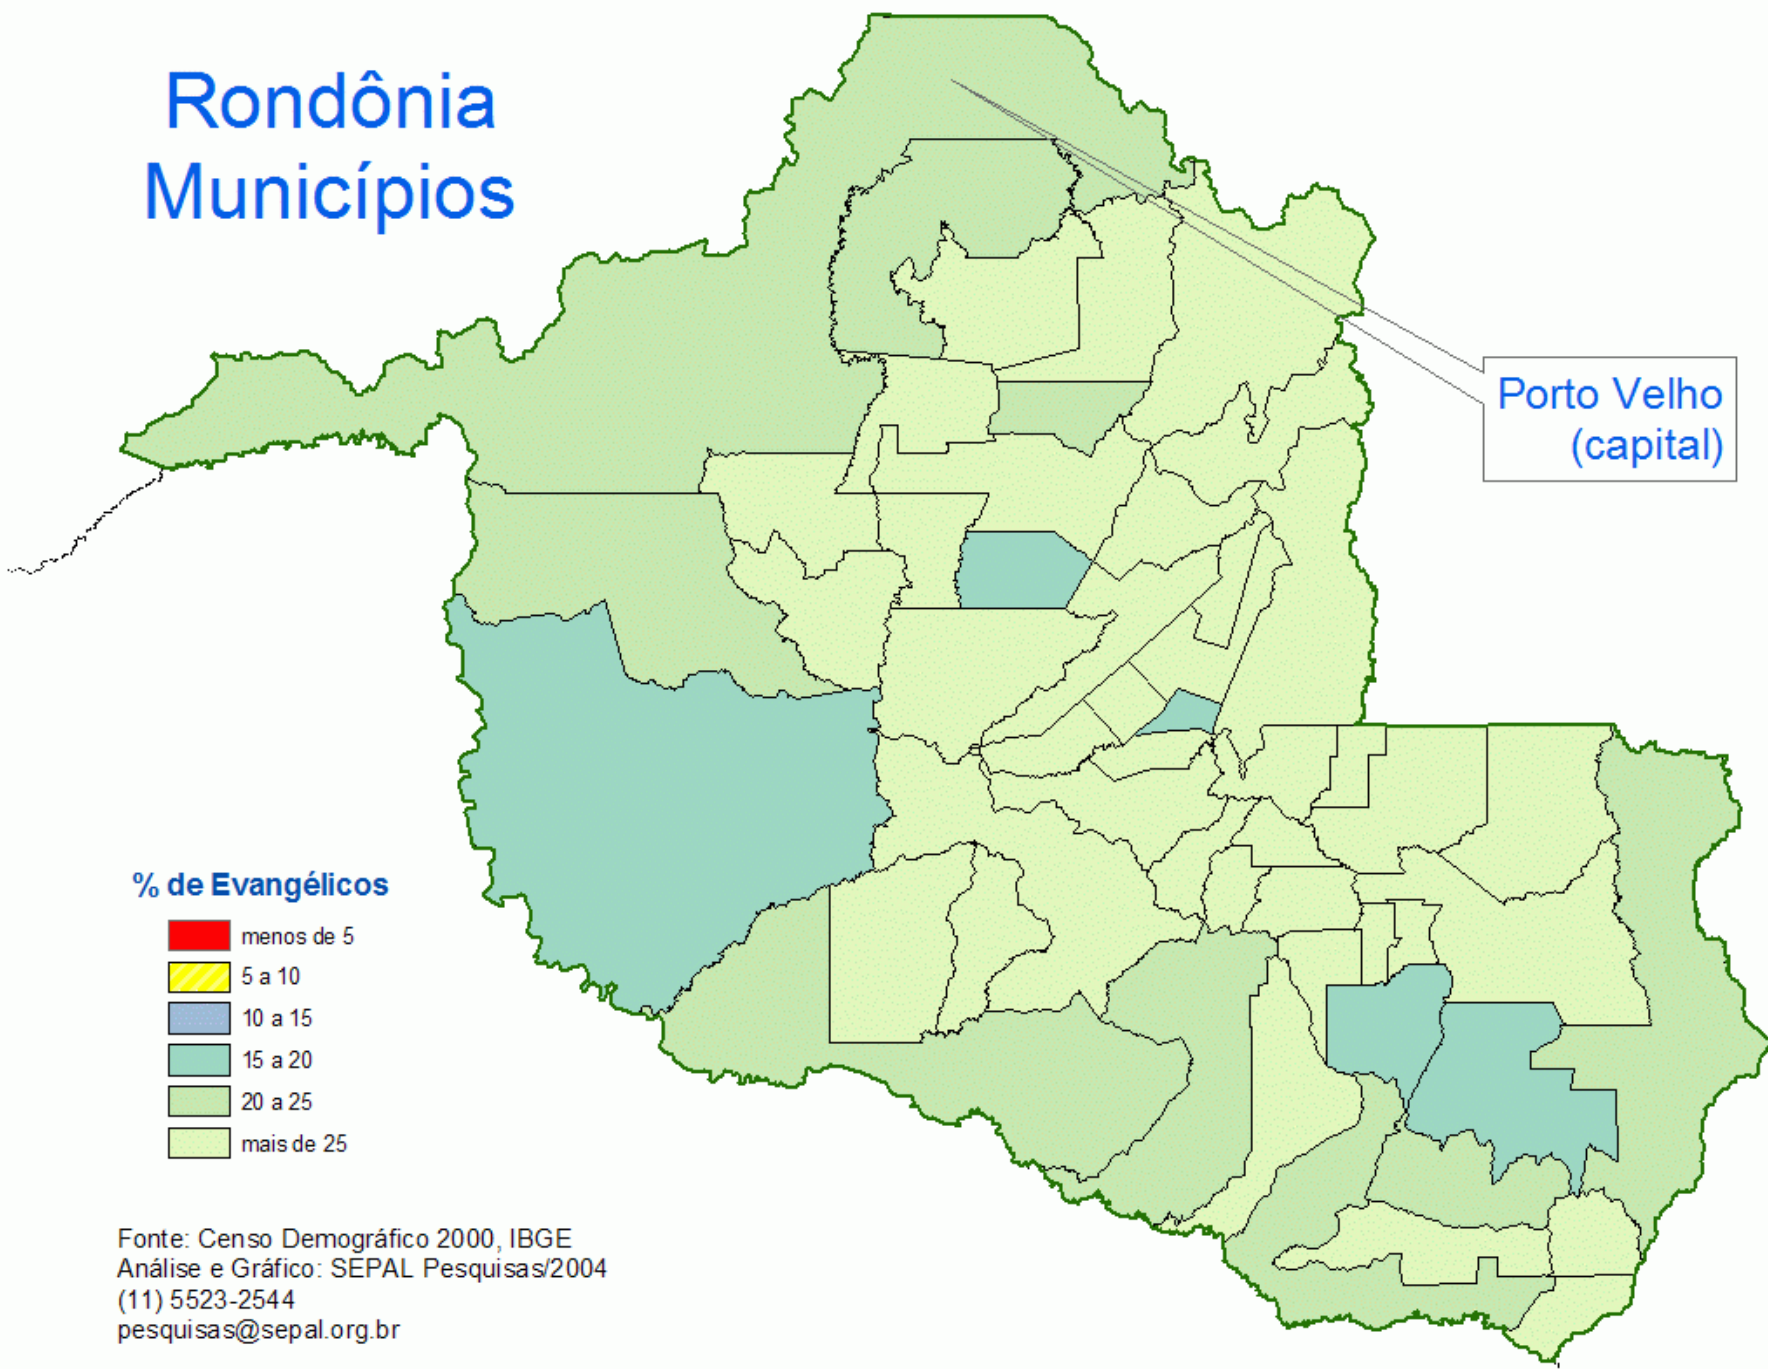 Rondônia
Municípios
Porto Velho
(capital)
% de Evangélicos
menos de 5
5 a 10
10 a 15
15 a 20
20 a 25
mais de 25
Fonte: Censo Demográfico 2000, IBGE
Análise e Gráfico: SEPAL Pesquisas/2004
(11) 5523-2544
pesquisas@sepal.org.br